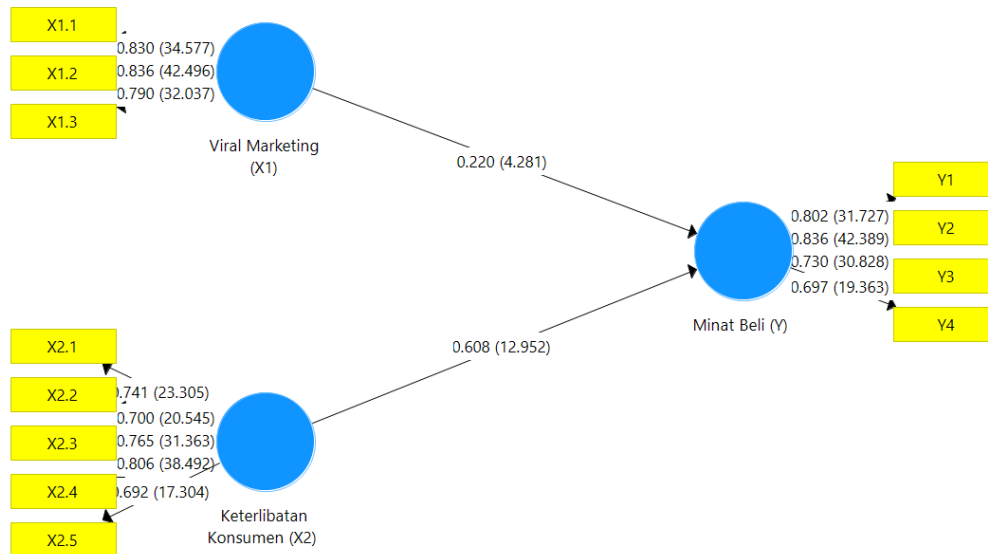 X1.1
X1.2
X1.3
0.830 (34.577)
0.836 (42.496)
0.790 (32.037)
Viral Marketing
(X1)
0.220 (4.281)
Y1
Y2
Y3
Y4
0.802 (31.727)
0.836 (42.389)
0.730 (30.828)
0.697 (19.363)
Minat Beli (Y)
0.608 (12.952)
X2.1
X2.2
X2.3
X2.4
X2.5
0.741 (23.305)
0.700 (20.545)
0.765 (31.363)
0.806 (38.492)
0.692 (17.304)
Keterlibatan
Konsumen (X2)